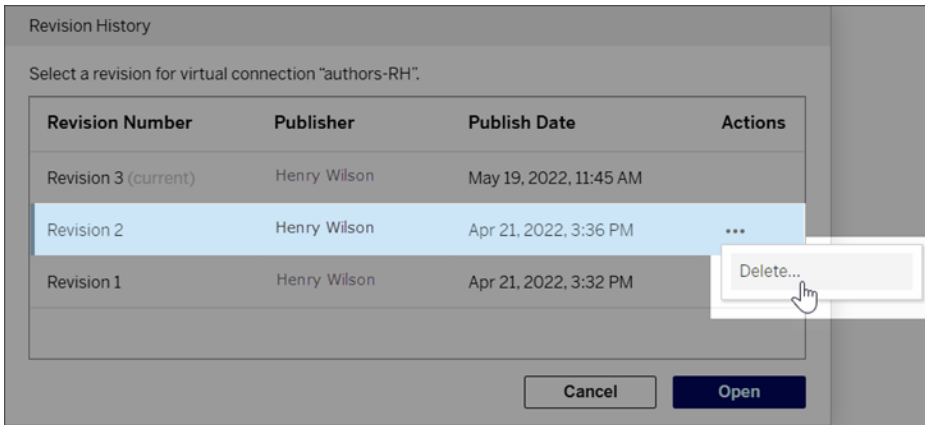 Revision History
Select a revision for virtual connection “authors-RH”.
Revision Number Publisher Publish Date Actions
Revision 3 (current) Henry Wilson May 19, 2022, 11:45 AM
Revision 2 Henry Wilson Apr 21, 2022, 3:36 PM •••
Delete...
Revision 1 Henry Wilson Apr 21, 2022, 3:32 PM
Cancel Open